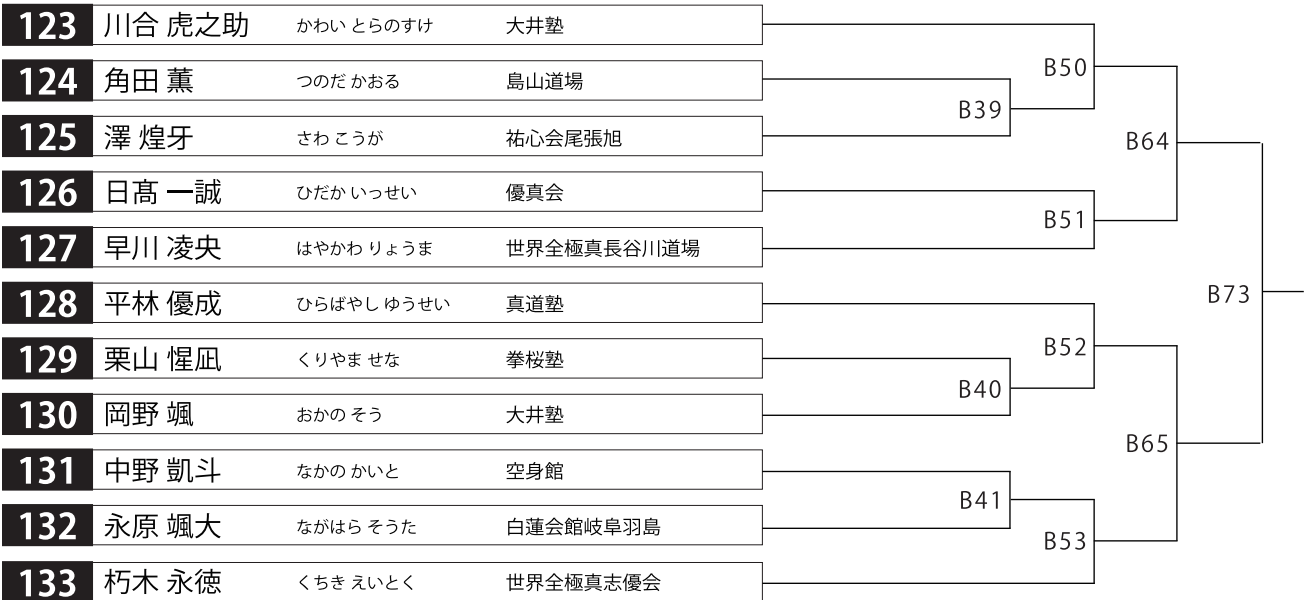 123 川合 虎之助 かわい とらのすけ 大井塾
124 角田 薫 つのだ かおる 島山道場
125 澤 煌牙 さわ こうが 祐心会尾張旭
126 日髙 一誠 ひだか いっせい 優真会
127 早川 凌央 はやかわ りょうま 世界全極真長谷川道場
128 平林 優成 ひらばやし ゆうせい 真道塾
129 栗山 惺凪 くりやま せな 拳桜塾
130 岡野 颯 おかの そう 大井塾
131 中野 凱斗 なかの かいと 空身館
132 永原 颯大 ながはら そうた 白蓮会館岐阜羽島
133 朽木 永徳 くちき えいとく 世界全極真志優会
B39
B40
B41
B50
B51
B52
B53
B64
B65
B73